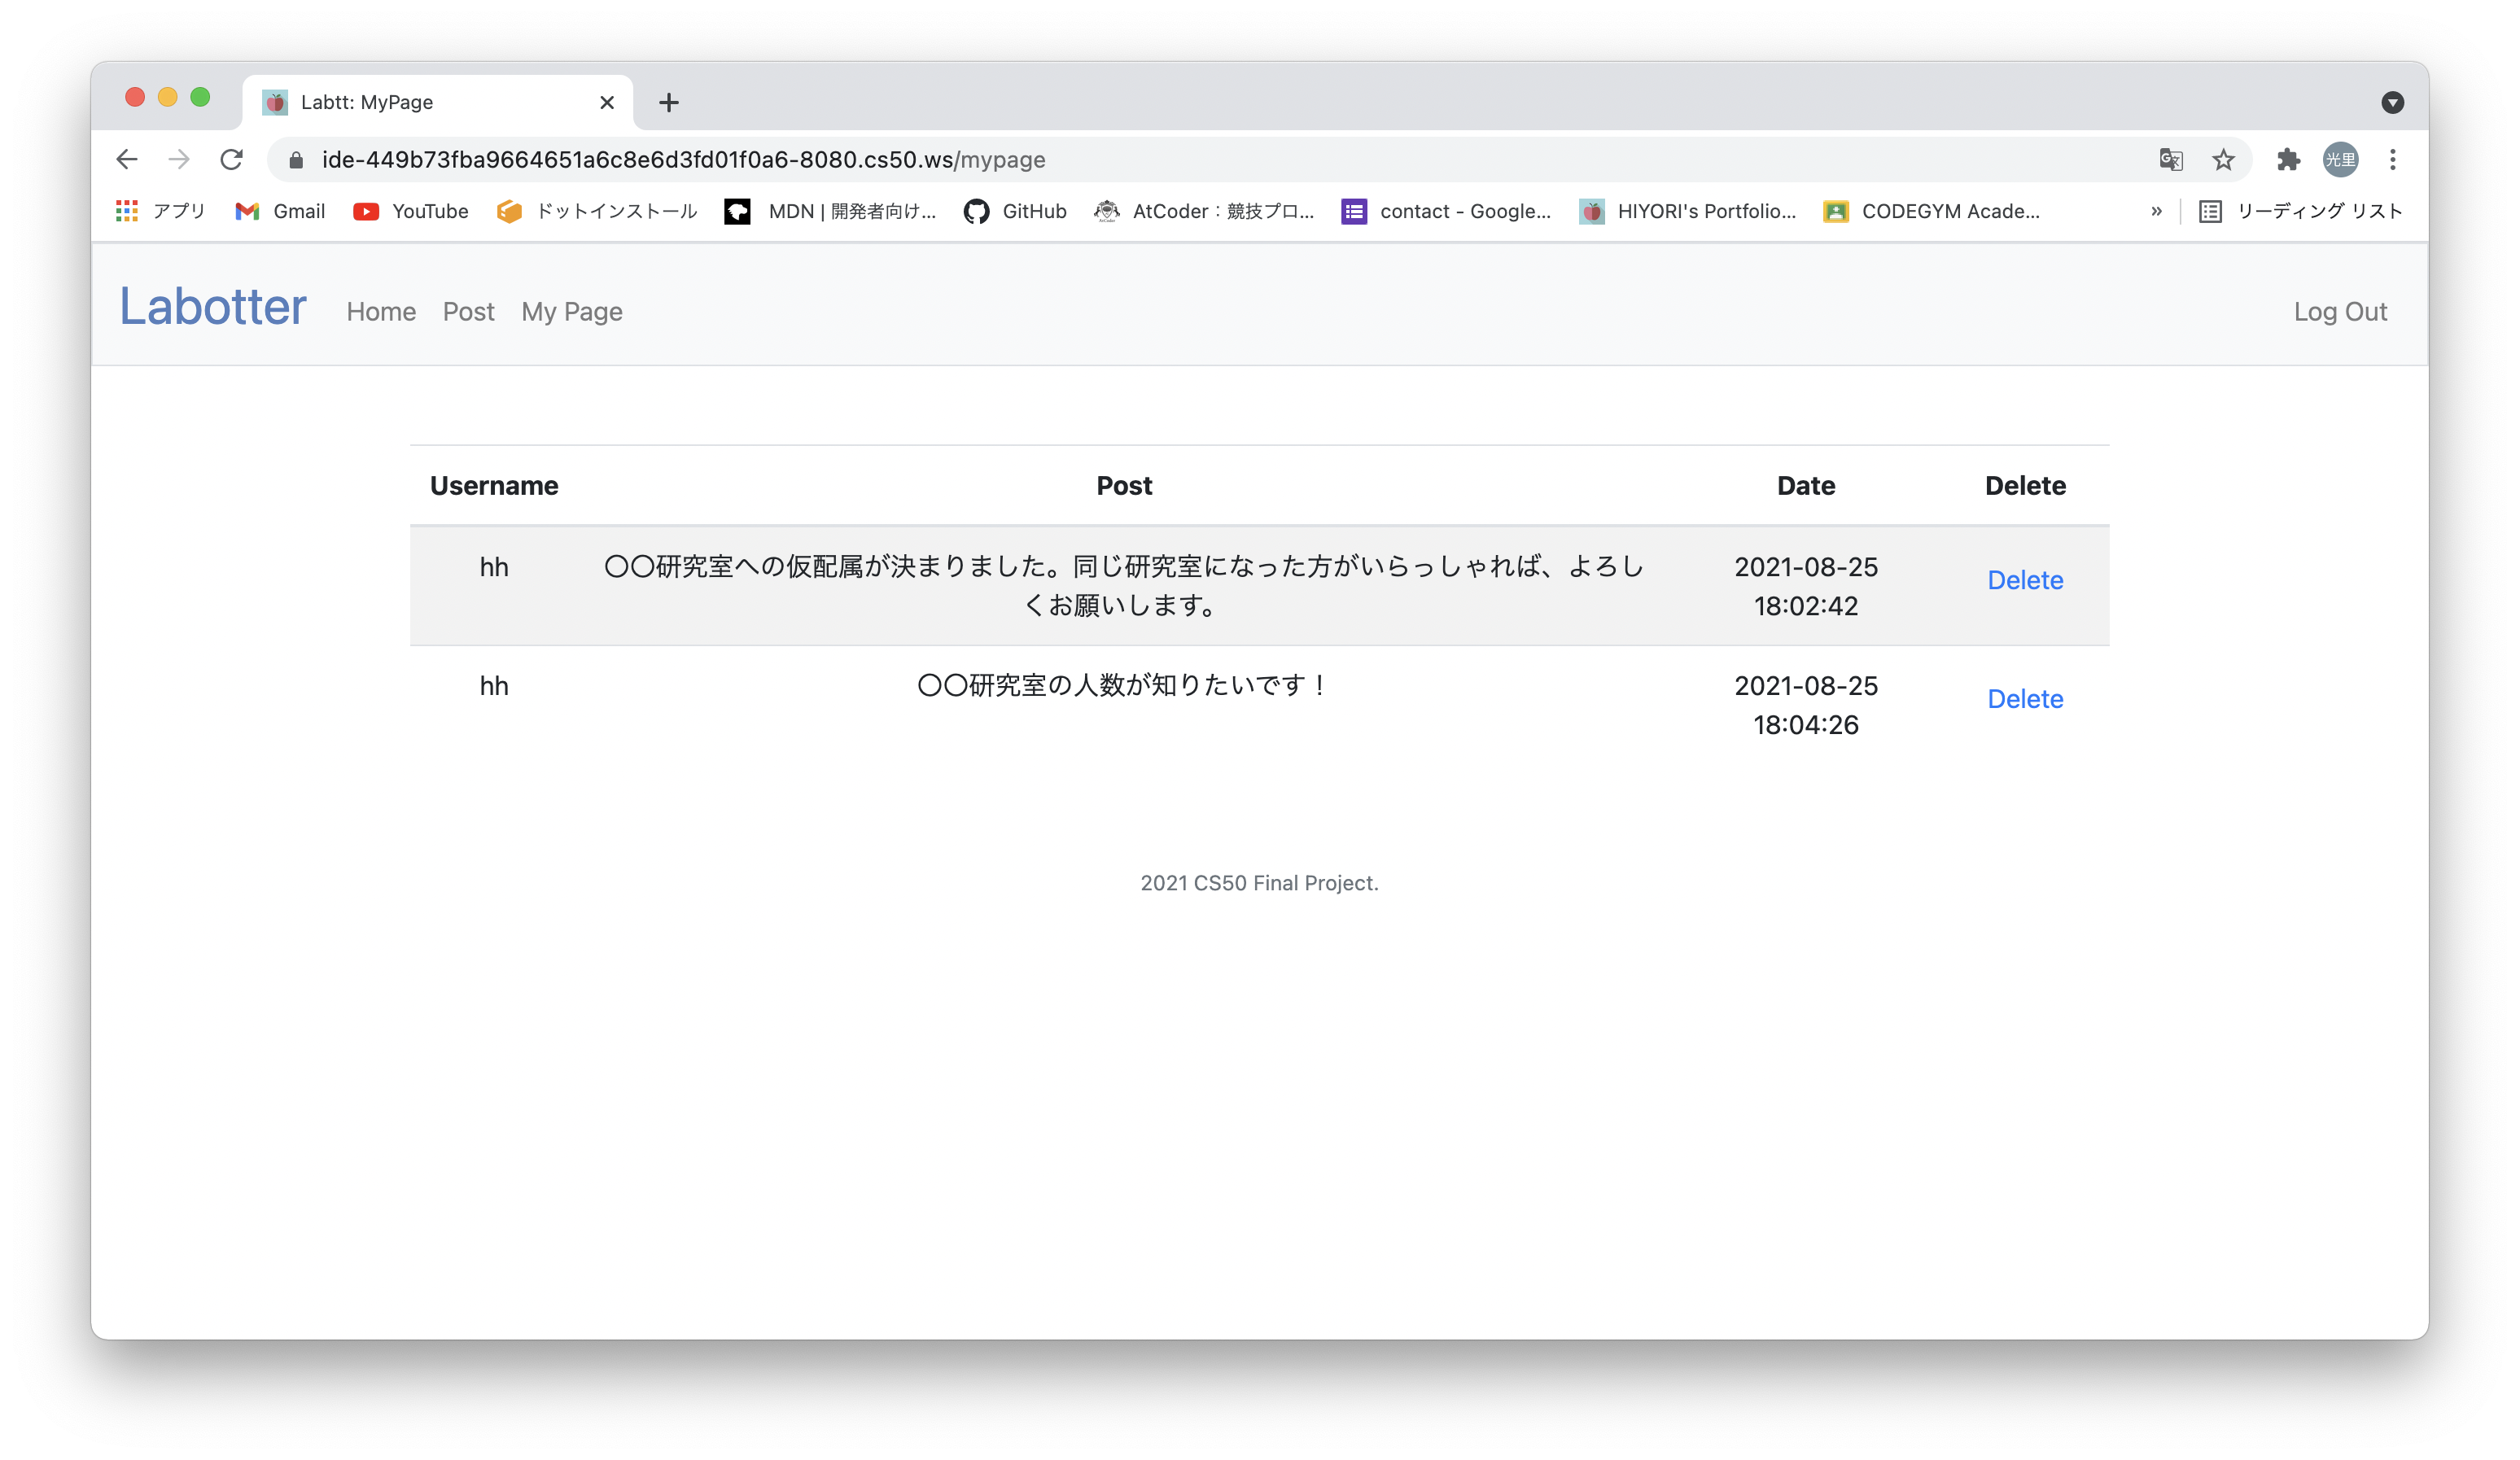 Labtt: MyPage
ide-449b73fba9664651a6c8e6d3fd01f0a6-8080.cs50.ws/mypage
光里
アプリ Gmail YouTube ドットインストール MDN | 開発者向け... GitHub AtCoder：競技プロ... contact - Google... HIYORI's Portfolio... CODEGYM Acade... » リーディング リスト
Labotter Home Post My Page Log Out
Username Post Date Delete
hh 〇〇研究室への仮配属が決まりました。同じ研究室になった方がいらっしゃれば、よろし 2021-08-25 Delete
くお願いします。 18:02:42
hh 〇〇研究室の人数が知りたいです！ 2021-08-25 Delete
18:04:26
2021 CS50 Final Project.